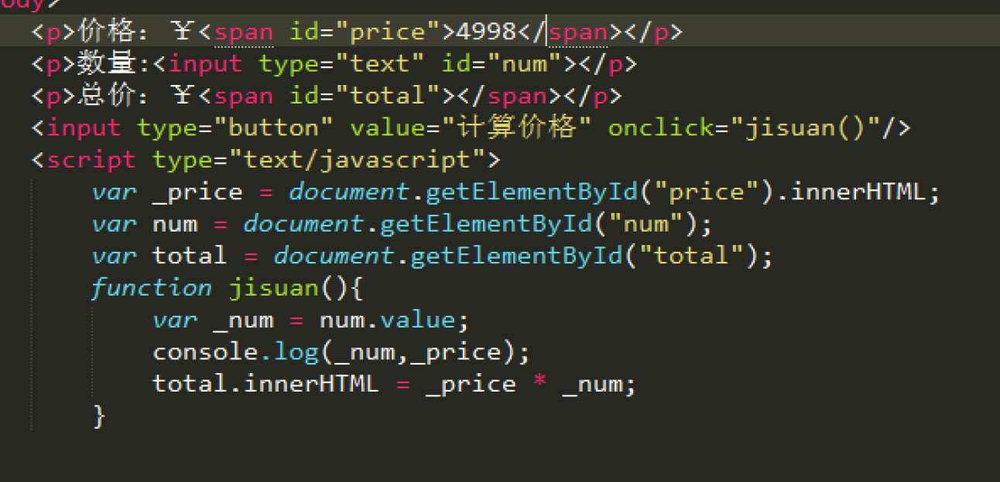 ody>
<p>价格： ¥<span id="price">4998</span></p>
<p>数量:<input type="text" id="num"></p>
<p>总价： ¥<span id="total"></span></p>
<input type="button" value="计算价格" onclick="jisuan()"/>
<script type="text/javascript">
var _price = document.getElementById("price").innerHTML;
var num = document.getElementById("num");
var total = document.getElementById("total");
function jisuan(){
var _num = num.value;
console.log(_num,_price);
total.innerHTML = _price * _num;
}